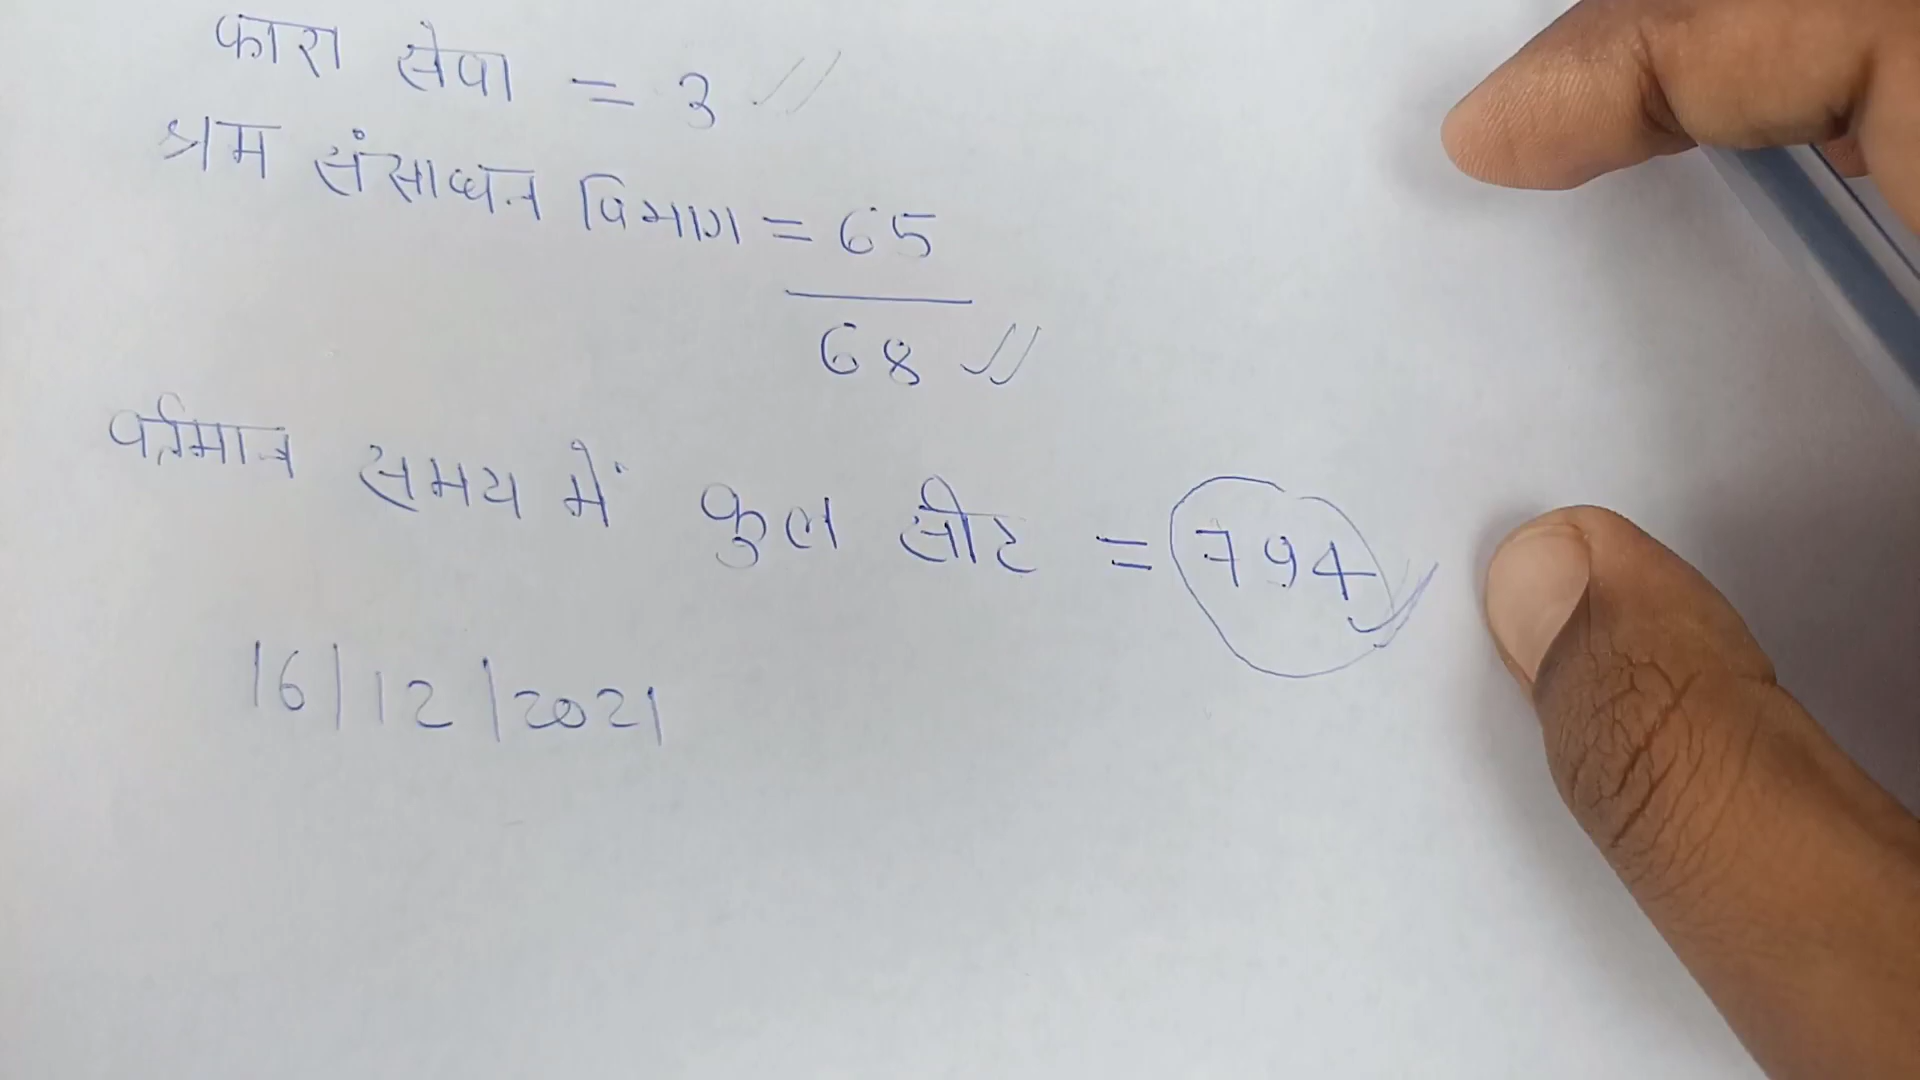 कारा सेवा = 3
श्रम संसाधन विभाग = 65
68
वर्तमान समय में कुल सीट = 794
16/12/2021